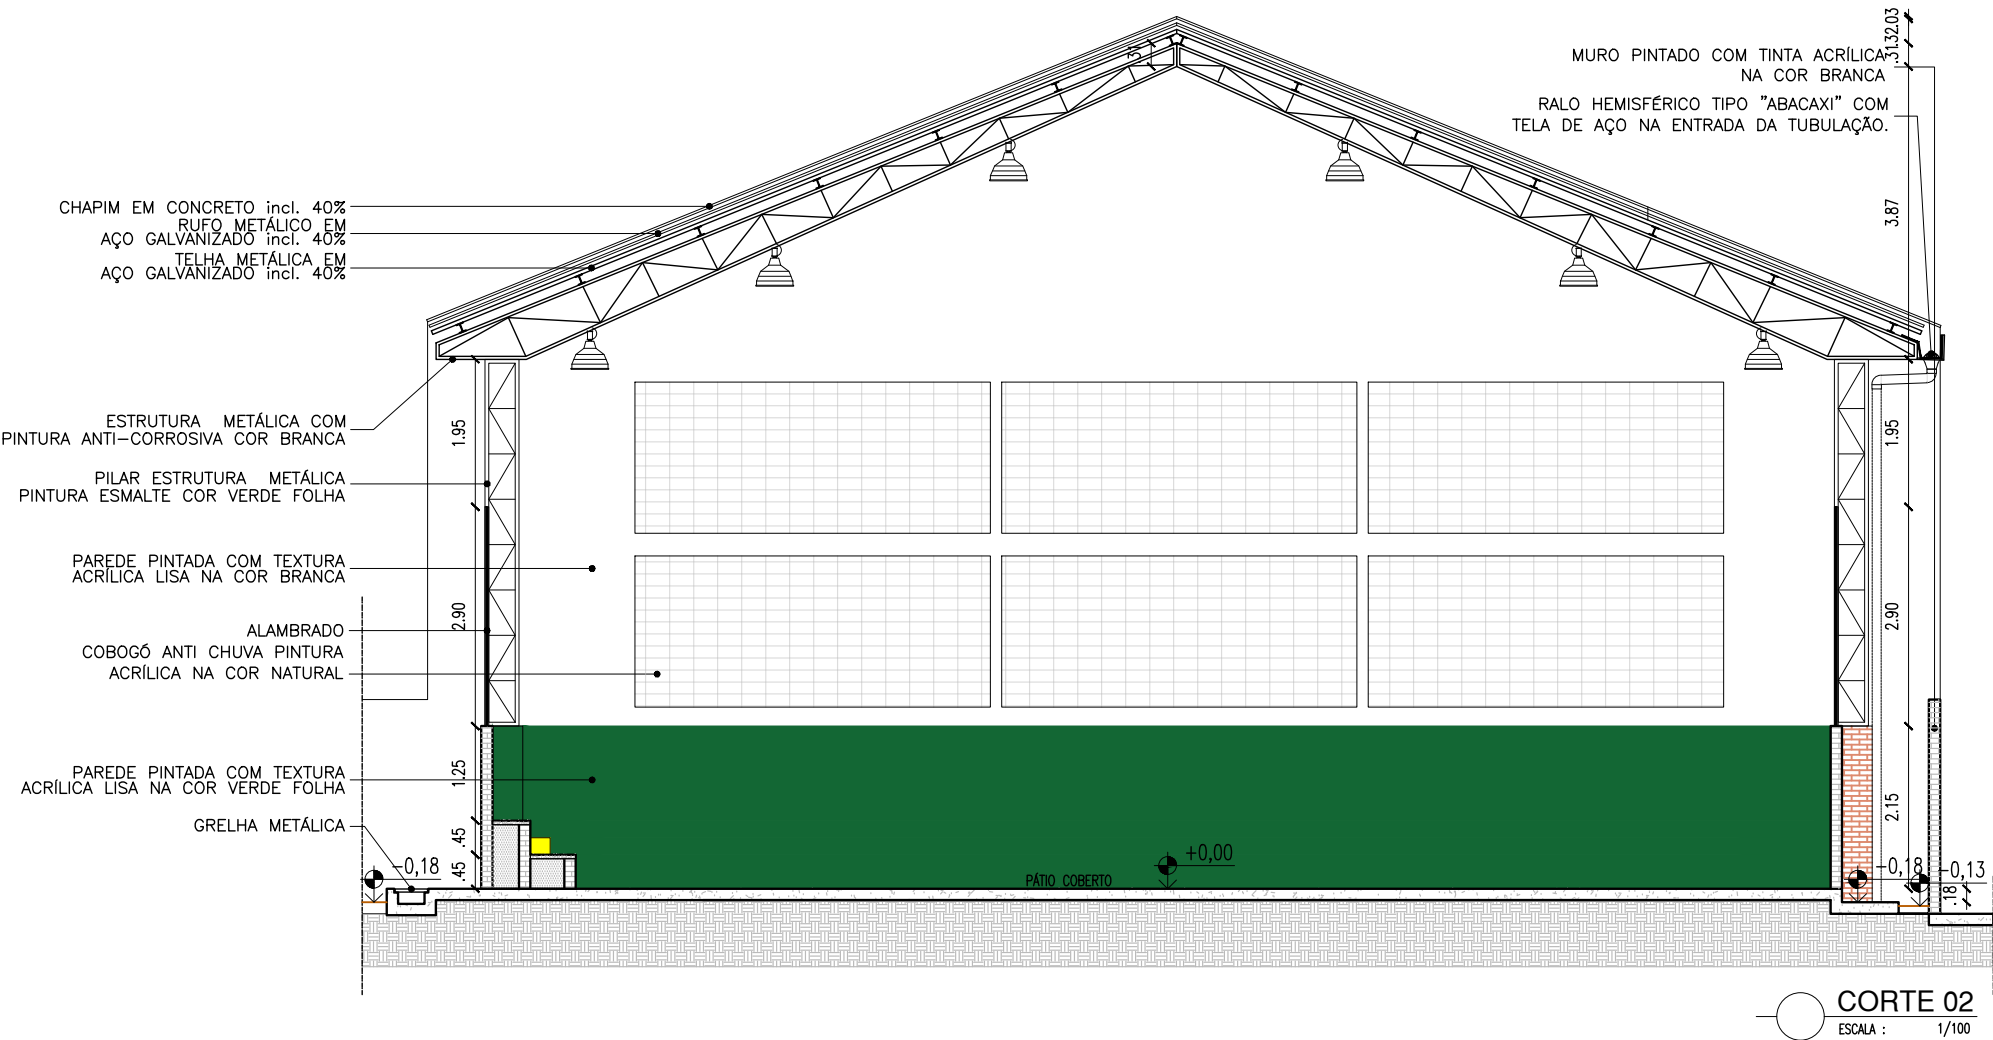 MURO PINTADO COM TINTA ACRÍLICA
NA COR BRANCA
RALO HEMISFÉRICO TIPO "ABACAXI" COM
TELA DE AÇO NA ENTRADA DA TUBULAÇÃO.
CHAPIM EM CONCRETO incl. 40%
RUFO METÁLICO EM
AÇO GALVANIZADO incl. 40%
TELHA METÁLICA EM
AÇO GALVANIZADO incl. 40%
ESTRUTURA METÁLICA COM
PINTURA ANTI-CORROSIVA COR BRANCA
PILAR ESTRUTURA METÁLICA
PINTURA ESMALTE COR VERDE FOLHA
PAREDE PINTADA COM TEXTURA
ACRÍLICA LISA NA COR BRANCA
ALAMBRADO
COBOGÓ ANTI CHUVA PINTURA
ACRÍLICA NA COR NATURAL
PAREDE PINTADA COM TEXTURA
ACRÍLICA LISA NA COR VERDE FOLHA
GRELHA METÁLICA
1.95
2.90
1.25
.45
.45
-0,18
PÁTIO COBERTO
+0,00
.31
.32
.03
3.87
1.95
2.90
2.15
-0,18
-0,13
.18
CORTE 02
ESCALA : 1/100